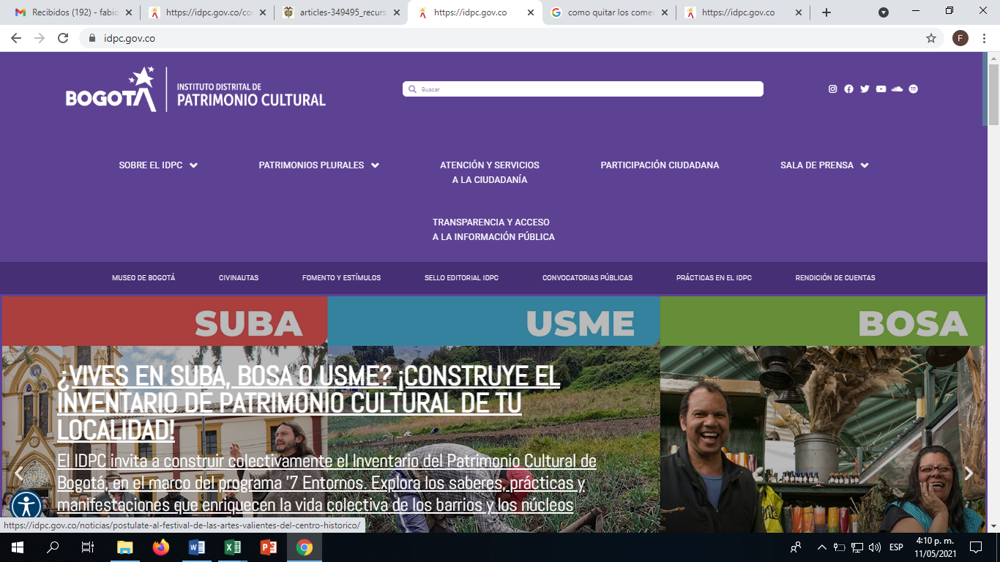 Recibidos (192) - fabio
https://idpc.gov.co/co
articles-349495_recurs
https://idpc.gov.co
como quitar los comen
https://idpc.gov.co
idpc.gov.co
F
BOGOTÁ
INSTITUTO DISTRITAL DE
PATRIMONIO CULTURAL
Buscar
SOBRE EL IDPC
PATRIMONIOS PLURALES
ATENCIÓN Y SERVICIOS
A LA CIUDADANÍA
PARTICIPACIÓN CIUDADANA
SALA DE PRENSA
TRANSPARENCIA Y ACCESO
A LA INFORMACIÓN PÚBLICA
MUSEO DE BOGOTÁ
CIVINAUTAS
FOMENTO Y ESTÍMULOS
SELLO EDITORIAL IDPC
CONVOCATORIAS PÚBLICAS
PRÁCTICAS EN EL IDPC
RENDICIÓN DE CUENTAS
SUBA
USME
BOSA
¿VIVES EN SUBA, BOSA O USME? ¡CONSTRUYE EL
INVENTARIO DE PATRIMONIO CULTURAL DE TU
LOCALIDAD!
El IDPC invita a construir colectivamente el Inventario del Patrimonio Cultural de
Bogotá, en el marco del programa '7 Entornos. Explora los saberes, prácticas y
manifestaciones que enriquecen la vida colectiva de los barrios y los núcleos
https://idpc.gov.co/noticias/postulate-al-festival-de-las-artes-valientes-del-centro-historico/
ESP
4:10 p. m.
11/05/2021